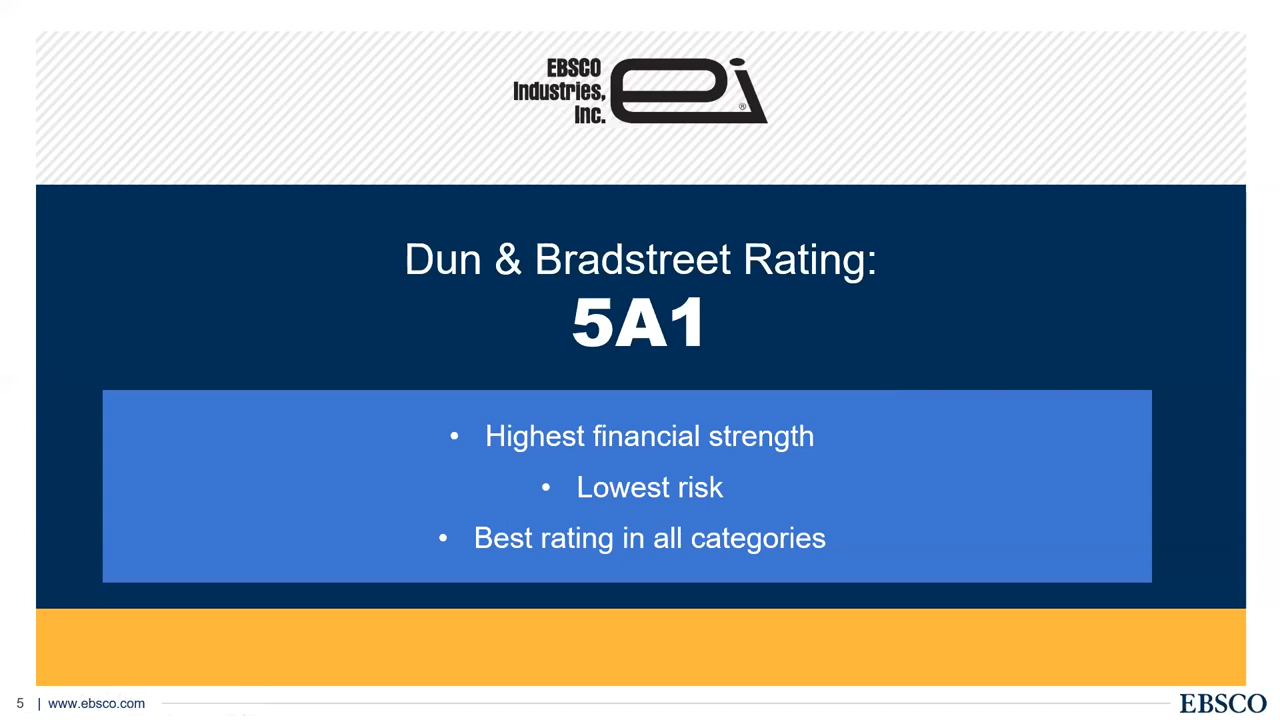 EBSCO
Industries,
Inc.
ei
®
Dun & Bradstreet Rating:
5A1
• Highest financial strength
• Lowest risk
• Best rating in all categories
5 | www.ebsco.com
EBSCO